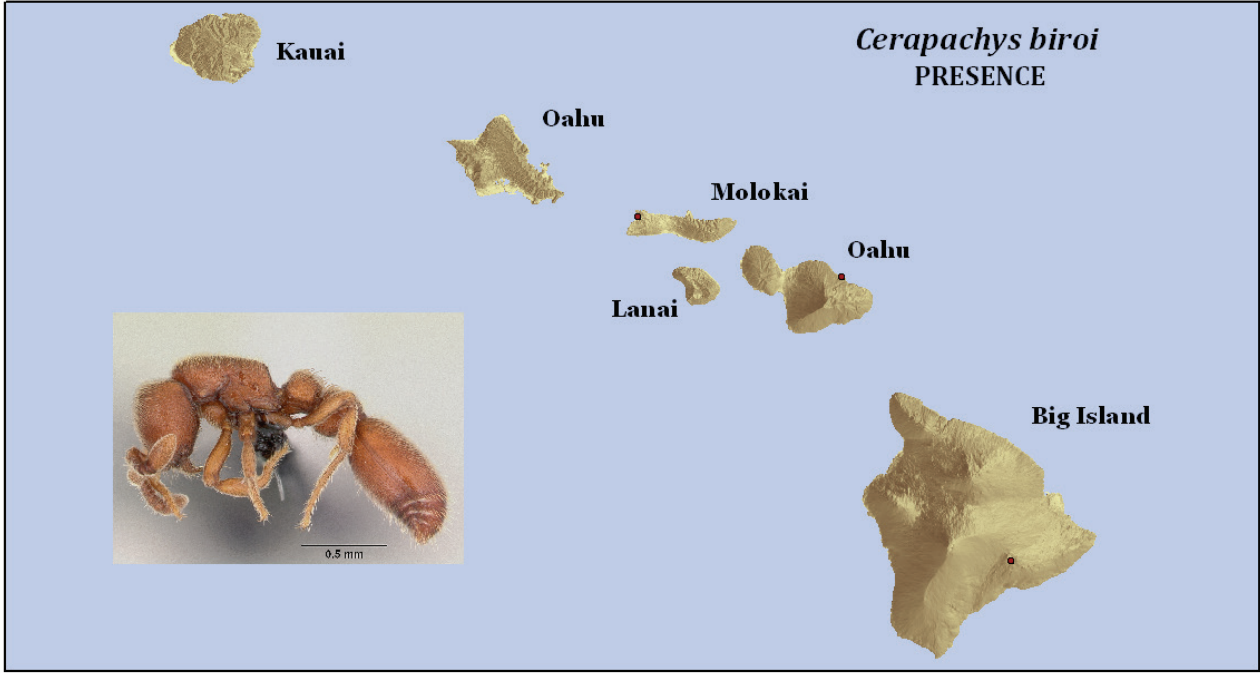 Cerapachys biroi
PRESENCE
Kauai
Oahu
Molokai
Oahu
Lanai
Big Island
0.5 mm